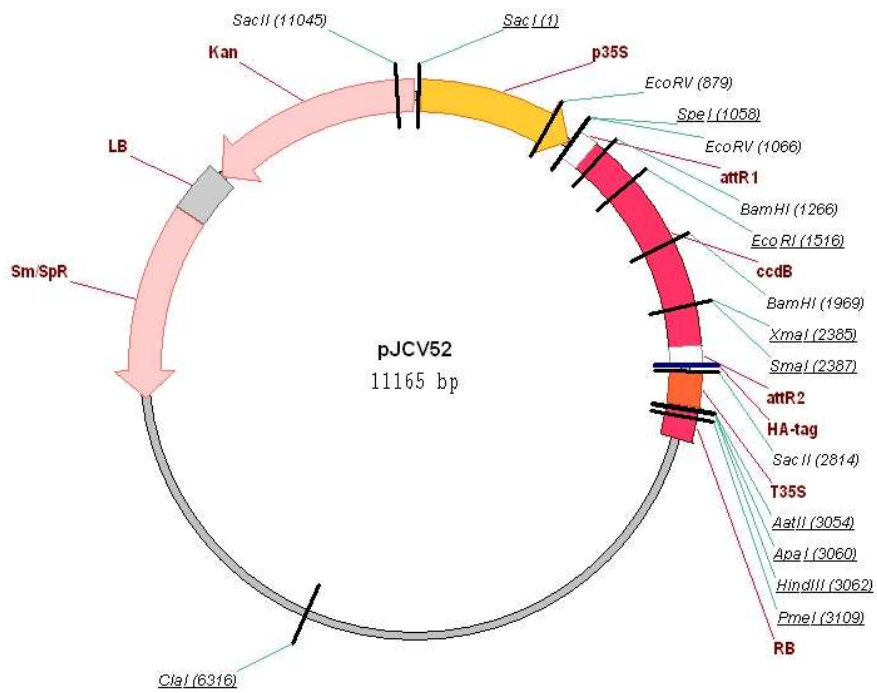 SacII (11045)
SacI (1)
Kan
p35S
EcoRV (879)
SpeI (1058)
EcoRV (1066)
LB
attR1
BamHI (1266)
EcoRI (1516)
Sm/SpR
ccdB
BamHI (1969)
XmaI (2385)
pJCV52
SmaI (2387)
11165 bp
attR2
HA-tag
SacII (2814)
T35S
AatII (3054)
ApaI (3060)
HindIII (3062)
PmeI (3109)
RB
ClaI (6316)